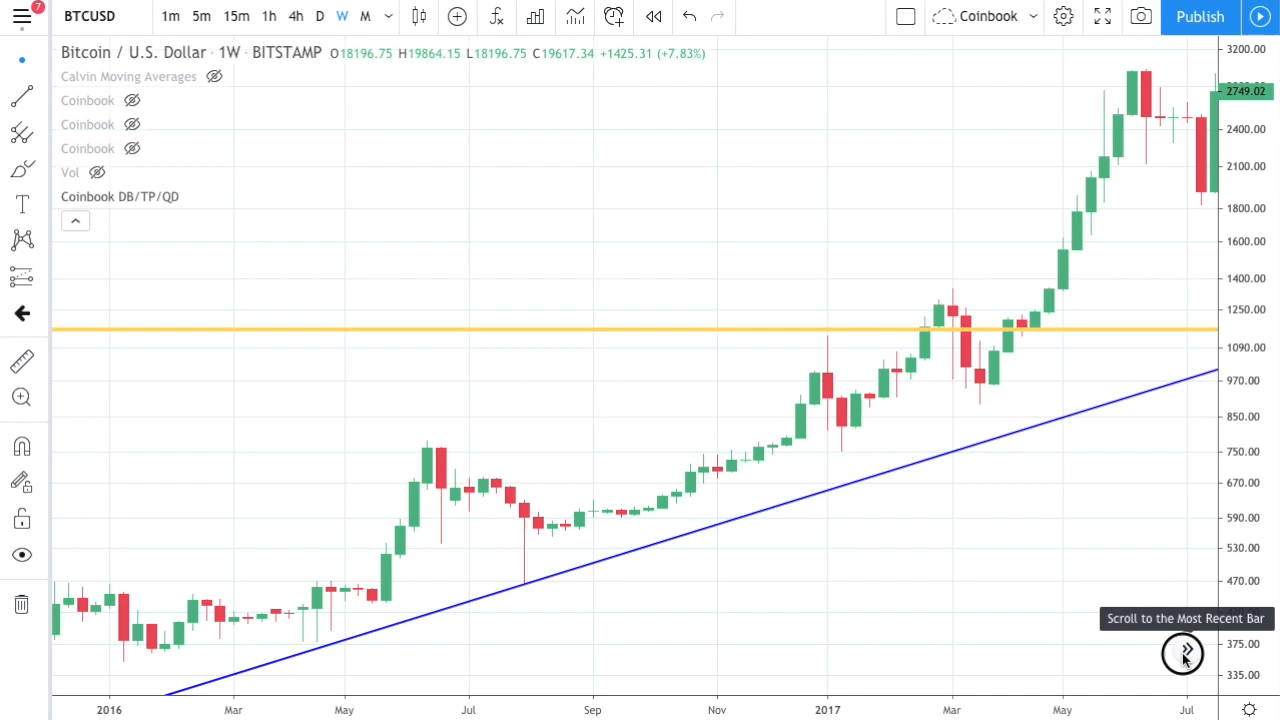 7
BTCUSD
1m 5m 15m 1h 4h D W M
Coinbook
Publish
Bitcoin / U.S. Dollar · 1W · BITSTAMP O18196.75 H19864.15 L18196.75 C19617.34 +1425.31 (+7.83%)
Calvin Moving Averages
Coinbook
Coinbook
Coinbook
Vol
Coinbook DB/TP/QD
3200.00
2749.02
2400.00
2100.00
1800.00
1600.00
1400.00
1250.00
1090.00
970.00
850.00
750.00
670.00
590.00
530.00
470.00
Scroll to the Most Recent Bar
375.00
335.00
2016 Mar May Jul Sep Nov 2017 Mar May Jul